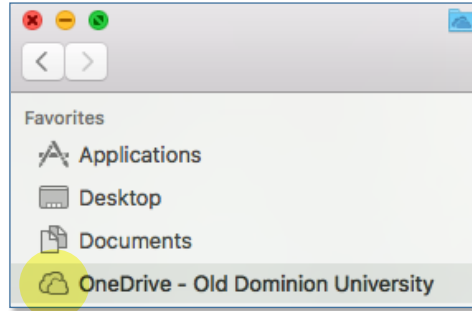 Favorites
Applications
Desktop
Documents
OneDrive - Old Dominion University